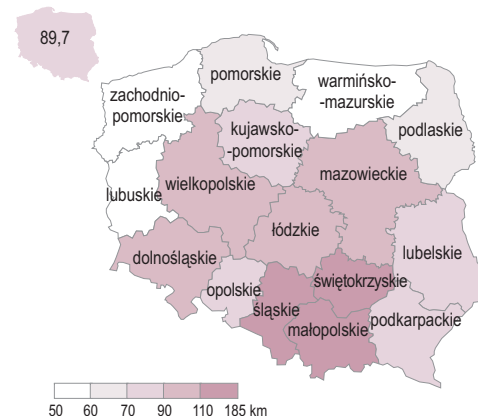 89,7
pomorskie
warmińsko-
-mazurskie
zachodnio-
pomorskie
podlaskie
kujawsko-
-pomorskie
mazowieckie
wielkopolskie
lubuskie
łódzkie
lubelskie
dolnośląskie
świętokrzyskie
opolskie
śląskie
podkarpackie
małopolskie
50 60 70 90 110 185 km